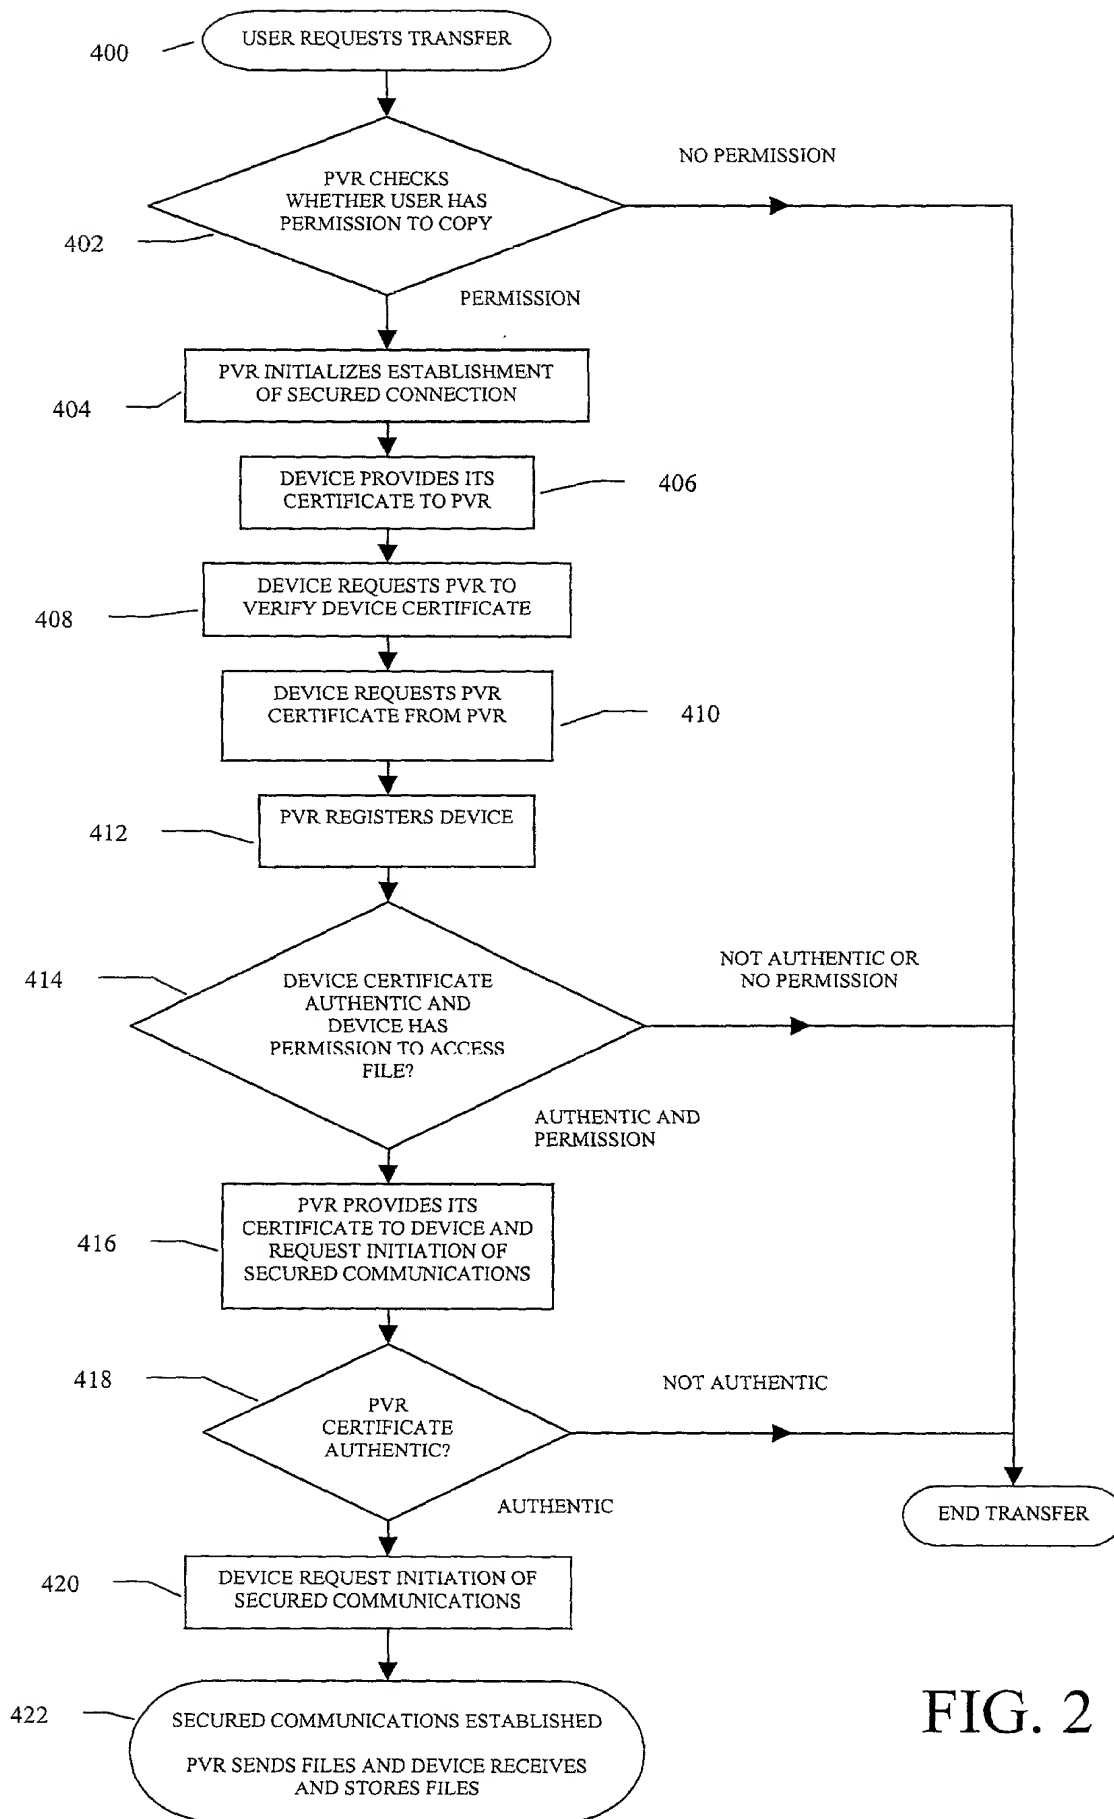 400
USER REQUESTS TRANSFER
NO PERMISSION
PVR CHECKS
WHETHER USER HAS
PERMISSION TO COPY
402
PERMISSION
PVR INITIALIZES ESTABLISHMENT
OF SECURED CONNECTION
404
DEVICE PROVIDES ITS
CERTIFICATE TO PVR
406
DEVICE REQUESTS PVR TO
VERIFY DEVICE CERTIFICATE
408
DEVICE REQUESTS PVR
CERTIFICATE FROM PVR
410
PVR REGISTERS DEVICE
412
414
DEVICE CERTIFICATE
AUTHENTIC AND
DEVICE HAS
PERMISSION TO ACCESS
FILE?
NOT AUTHENTIC OR
NO PERMISSION
AUTHENTIC AND
PERMISSION
PVR PROVIDES ITS
CERTIFICATE TO DEVICE AND
REQUEST INITIATION OF
SECURED COMMUNICATIONS
416
418
PVR
CERTIFICATE
AUTHENTIC?
NOT AUTHENTIC
AUTHENTIC
END TRANSFER
420
DEVICE REQUEST INITIATION OF
SECURED COMMUNICATIONS
422
SECURED COMMUNICATIONS ESTABLISHED
PVR SENDS FILES AND DEVICE RECEIVES
AND STORES FILES
FIG. 2